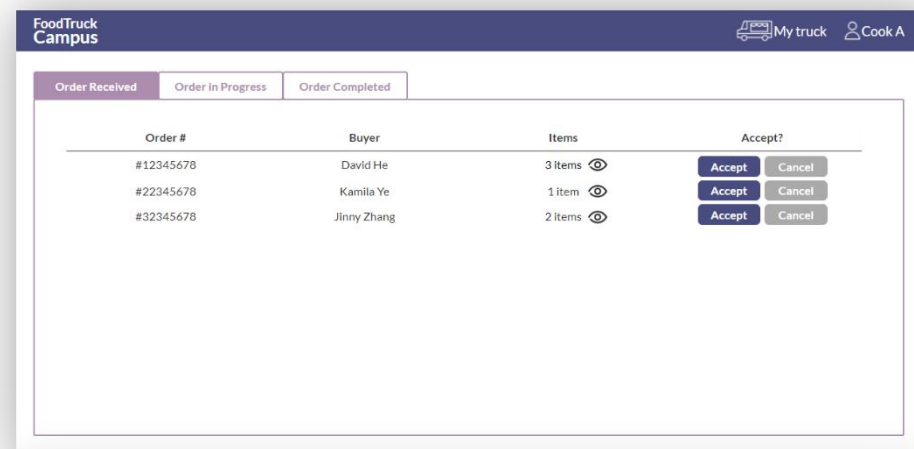 FoodTruck
Campus
My truck Cook A
Order Received Order in Progress Order Completed
Order # Buyer Items Accept?
#12345678 David He 3 items Accept Cancel
#22345678 Kamila Ye 1 item Accept Cancel
#32345678 Jinny Zhang 2 items Accept Cancel